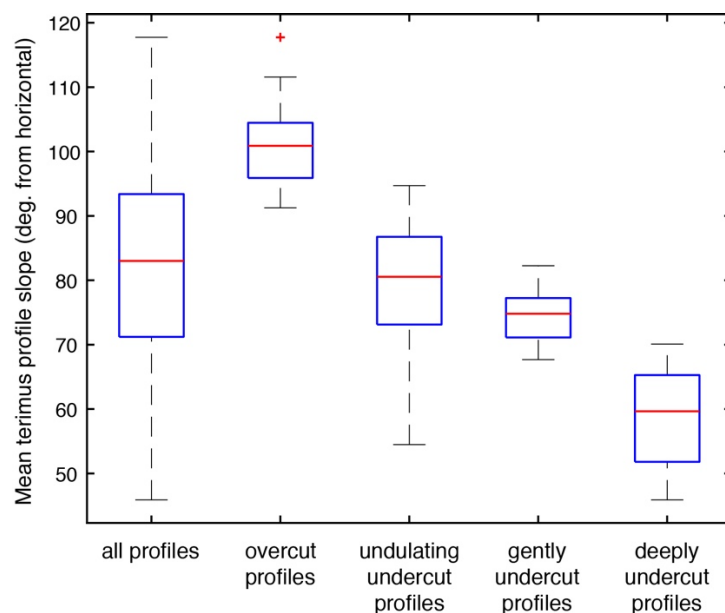 Mean terimus profile slope (deg. from horizontal)
120
110
100
90
80
70
60
50
all profiles
overcut
profiles
undulating
undercut
profiles
gently
undercut
profiles
deeply
undercut
profiles